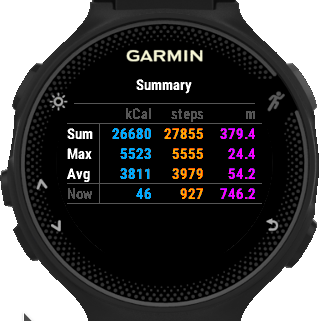 GARMIN
Summary
kCal steps m
Sum 26680 27855 379.4
Max 5523 5555 24.4
Avg 3811 3979 54.2
Now 46 927 746.2